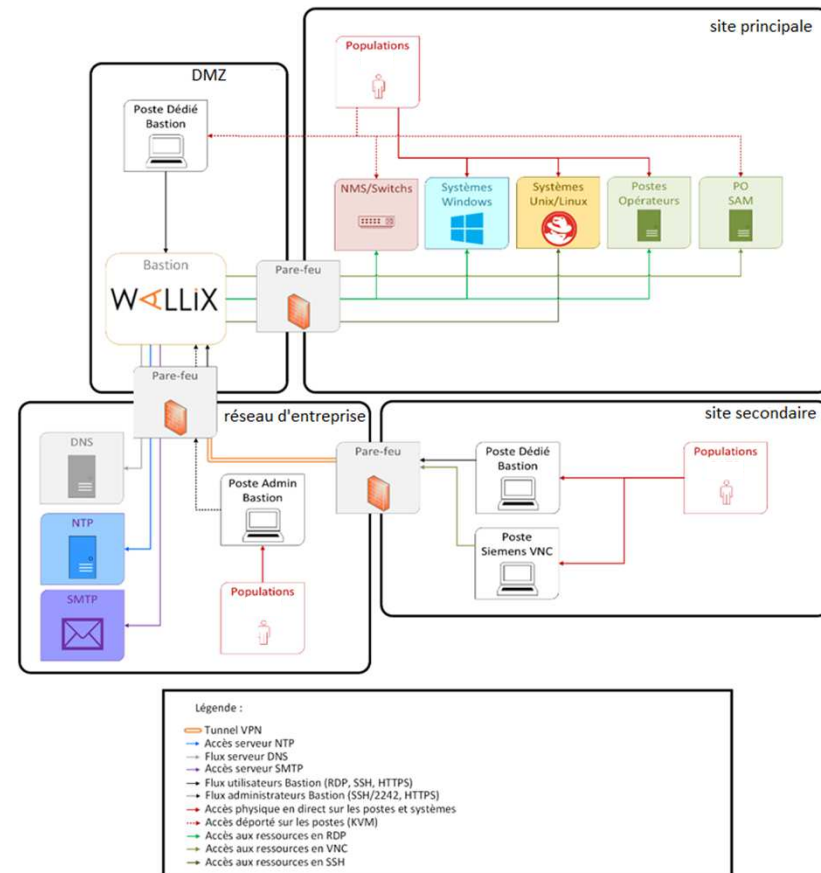 site principale
Populations
DMZ
Poste Dédié
Bastion
NMS/Switchs
Systèmes
Windows
Systèmes
Unix/Linux
Postes
Opérateurs
PO
SAM
Bastion
WALLIX
Pare-feu
Pare-feu
réseau d'entreprise
site secondaire
DNS
Pare-feu
Poste Dédié
Bastion
Populations
Poste Admin
Bastion
NTP
Poste
Siemens VNC
SMTP
Populations
Légende :
Tunnel VPN
Accès serveur NTP
Flux serveur DNS
Accès serveur SMTP
Flux utilisateurs Bastion (RDP, SSH, HTTPS)
Flux administrateurs Bastion (SSH/2242, HTTPS)
Accès physique en direct sur les postes et systèmes
Accès déporté sur les postes (KVM)
Accès aux ressources en RDP
Accès aux ressources en VNC
Accès aux ressources en SSH